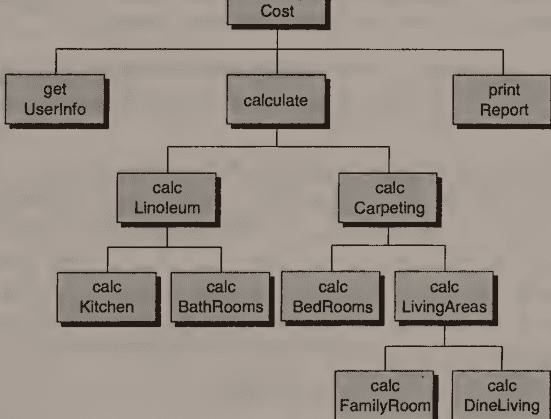 Cost
get
UserInfo
calculate
print
Report
calc
Linoleum
calc
Carpeting
calc
Kitchen
calc
BathRooms
calc
BedRooms
calc
LivingAreas
calc
FamilyRoom
calc
DineLiving